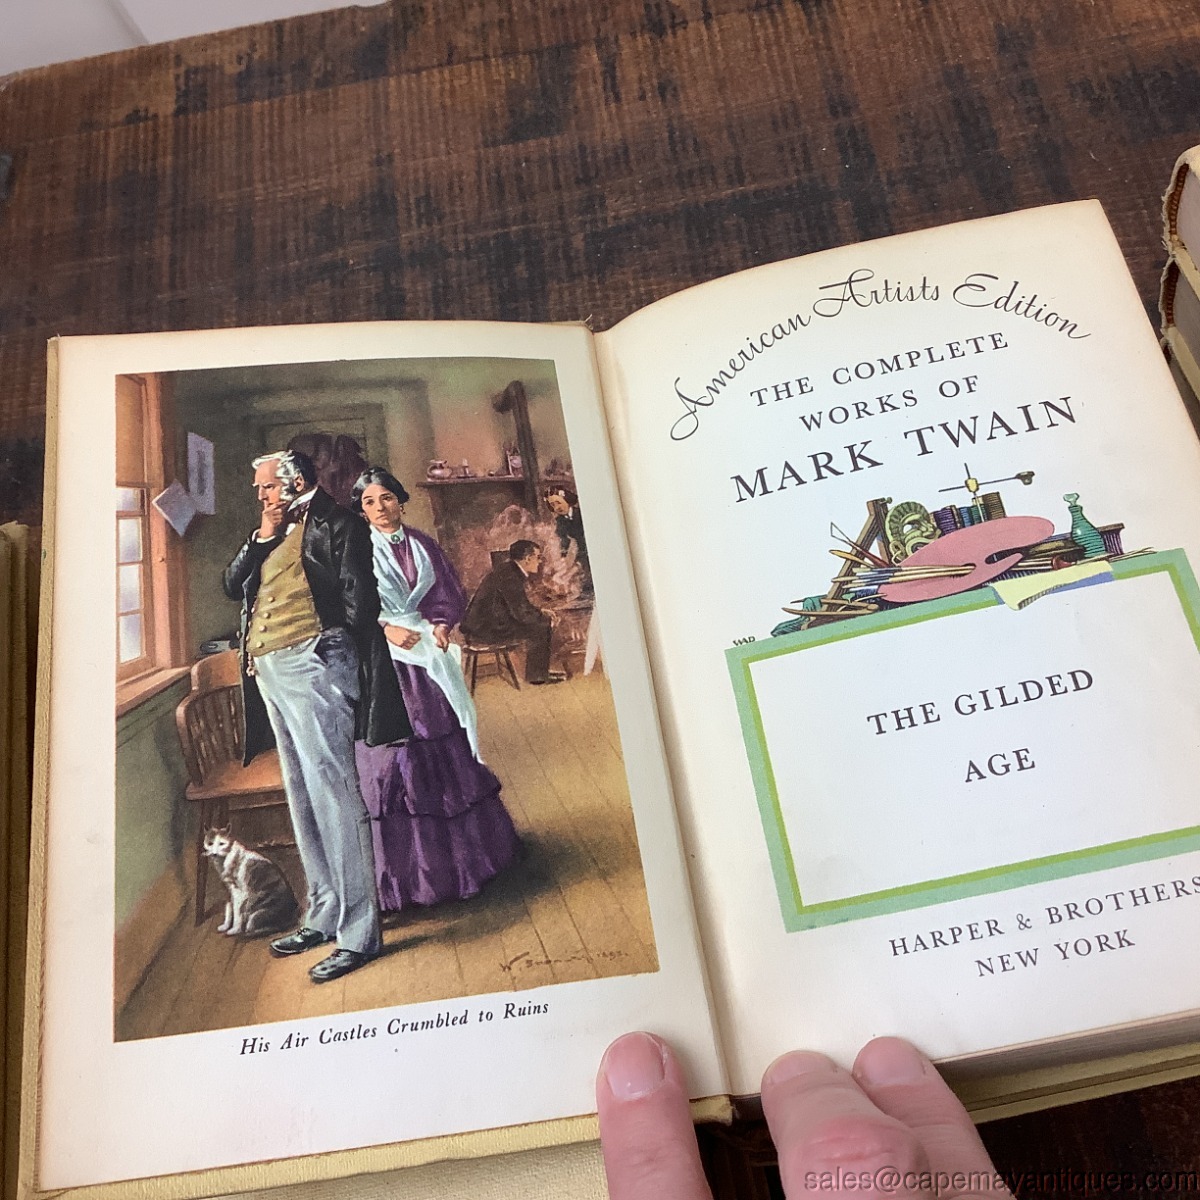 His Air Castles Crumbled to Ruins
American Artists Edition
THE COMPLETE
WORKS OF
MARK TWAIN
WAD
THE GILDED
AGE
HARPER & BROTHERS
NEW YORK
sales@capemayantiques.com